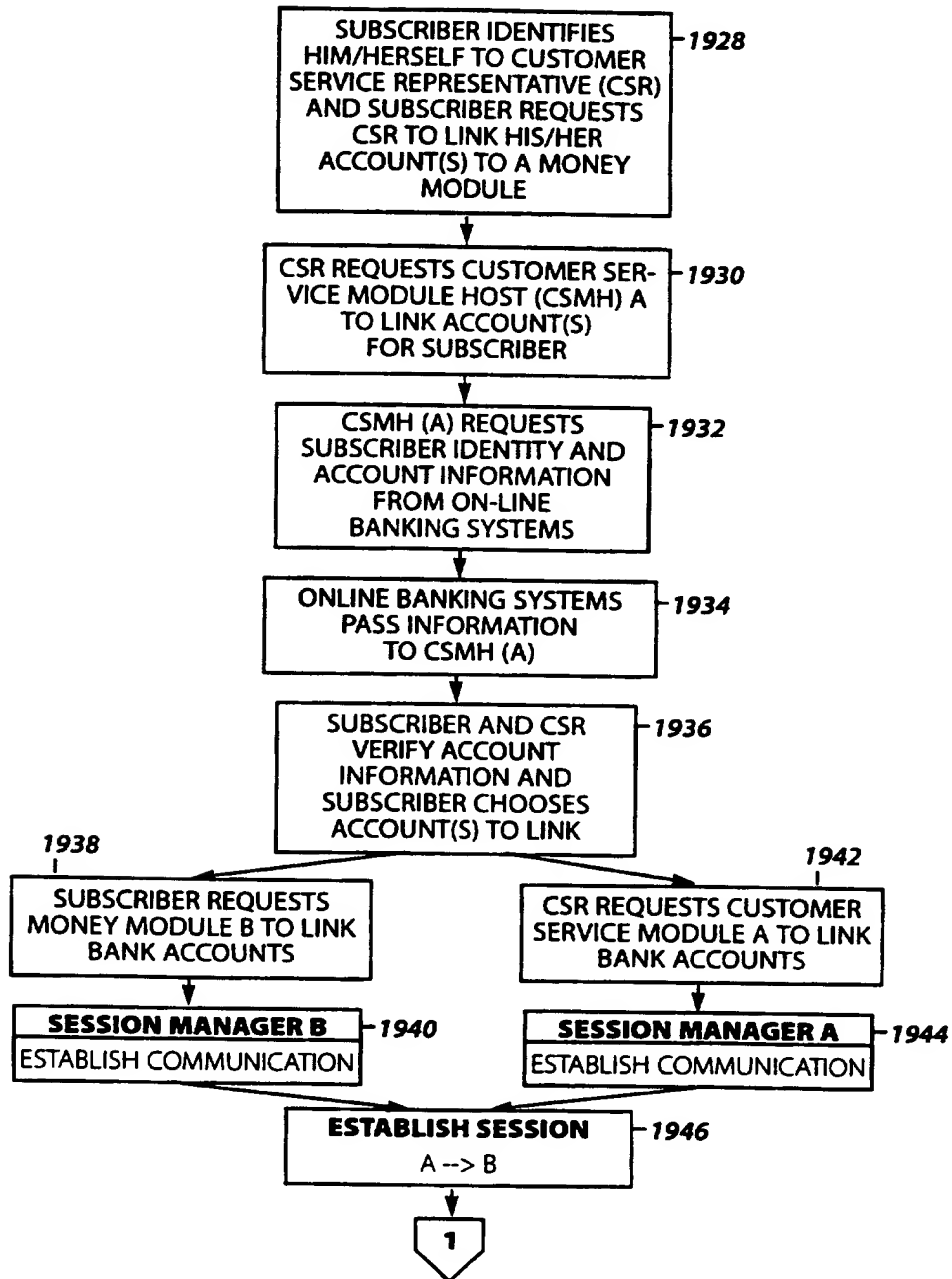 SUBSCRIBER IDENTIFIES
HIM/HERSELF TO CUSTOMER
SERVICE REPRESENTATIVE (CSR)
AND SUBSCRIBER REQUESTS
CSR TO LINK HIS/HER
ACCOUNT(S) TO A MONEY
MODULE
1928
CSR REQUESTS CUSTOMER SER-
VICE MODULE HOST (CSMH) A
TO LINK ACCOUNT(S)
FOR SUBSCRIBER
1930
CSMH (A) REQUESTS
SUBSCRIBER IDENTITY AND
ACCOUNT INFORMATION
FROM ON-LINE
BANKING SYSTEMS
1932
ONLINE BANKING SYSTEMS
PASS INFORMATION
TO CSMH (A)
1934
SUBSCRIBER AND CSR
VERIFY ACCOUNT
INFORMATION AND
SUBSCRIBER CHOOSES
ACCOUNT(S) TO LINK
1936
1938
SUBSCRIBER REQUESTS
MONEY MODULE B TO LINK
BANK ACCOUNTS
1942
CSR REQUESTS CUSTOMER
SERVICE MODULE A TO LINK
BANK ACCOUNTS
SESSION MANAGER B
1940
ESTABLISH COMMUNICATION
SESSION MANAGER A
1944
ESTABLISH COMMUNICATION
ESTABLISH SESSION
1946
A --> B
1